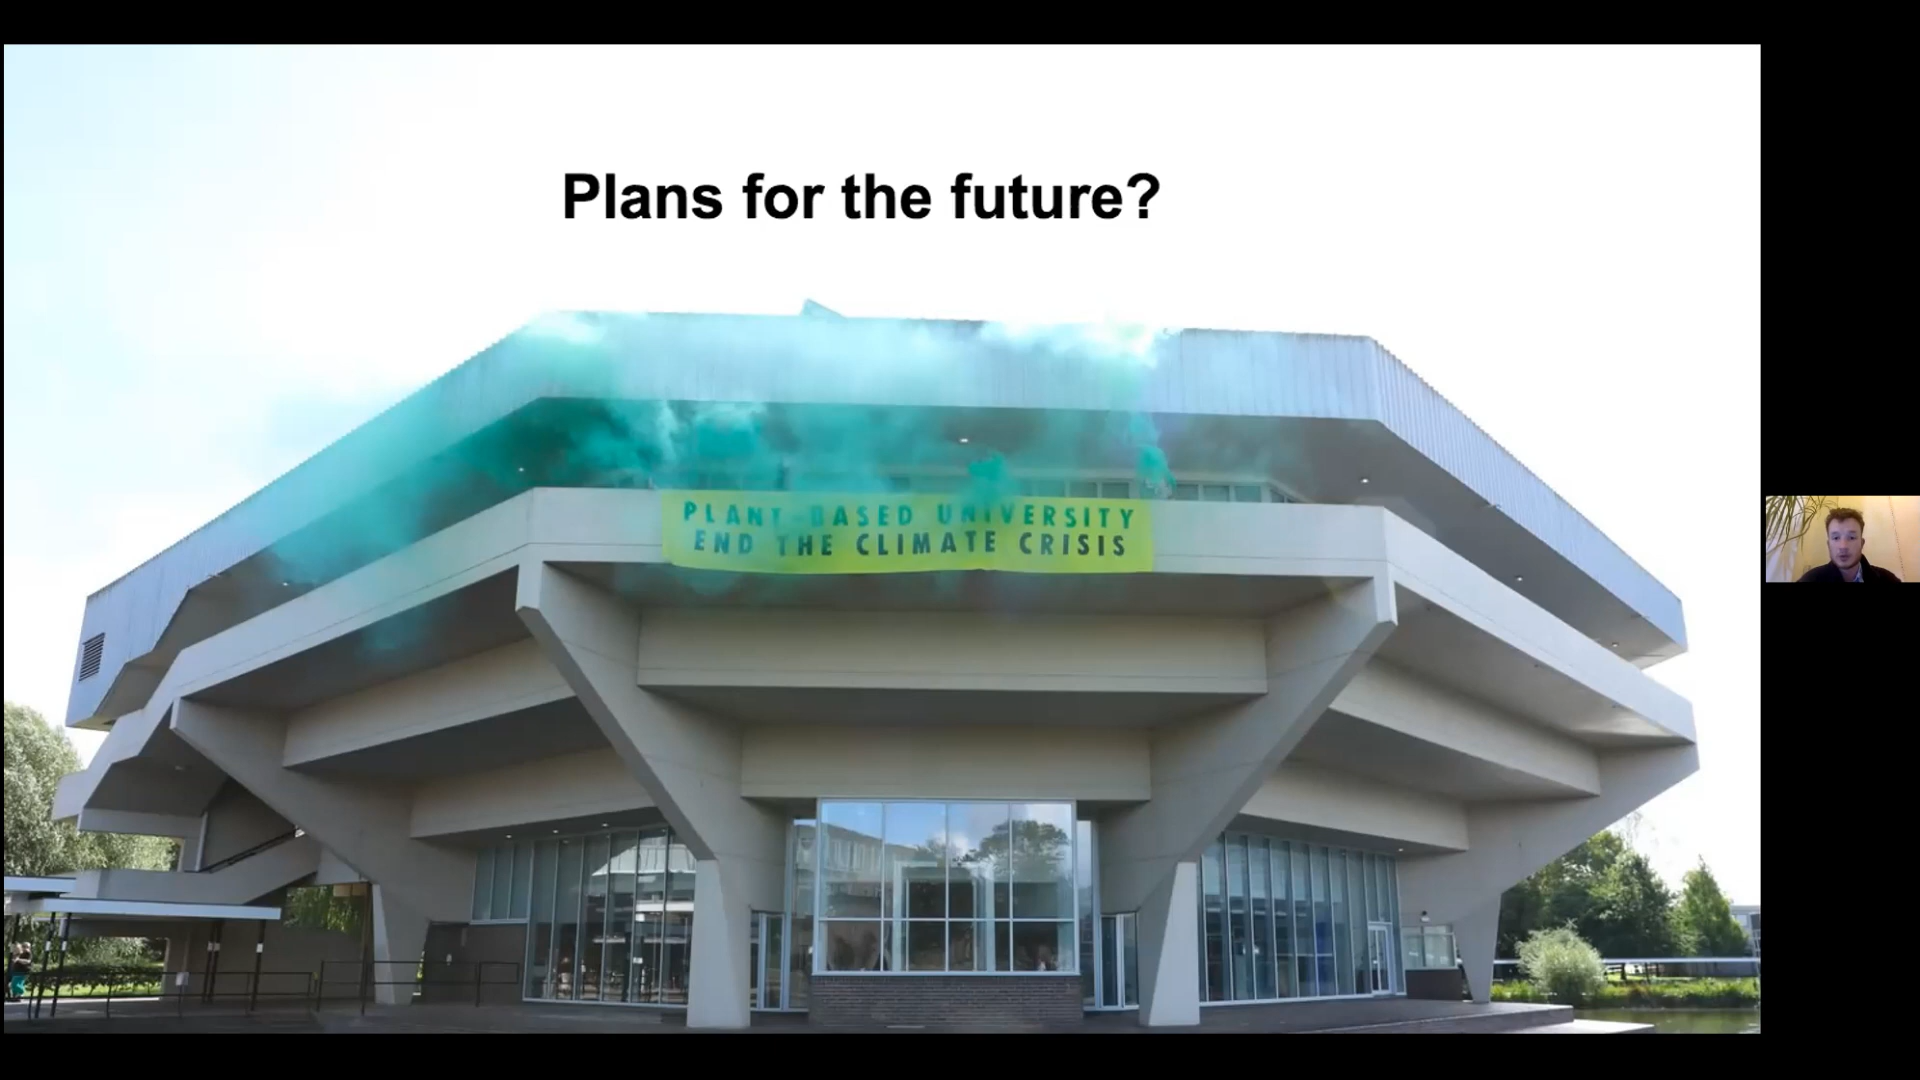 Plans for the future?
PLANT-BASED UNIVERSITY
END THE CLIMATE CRISIS